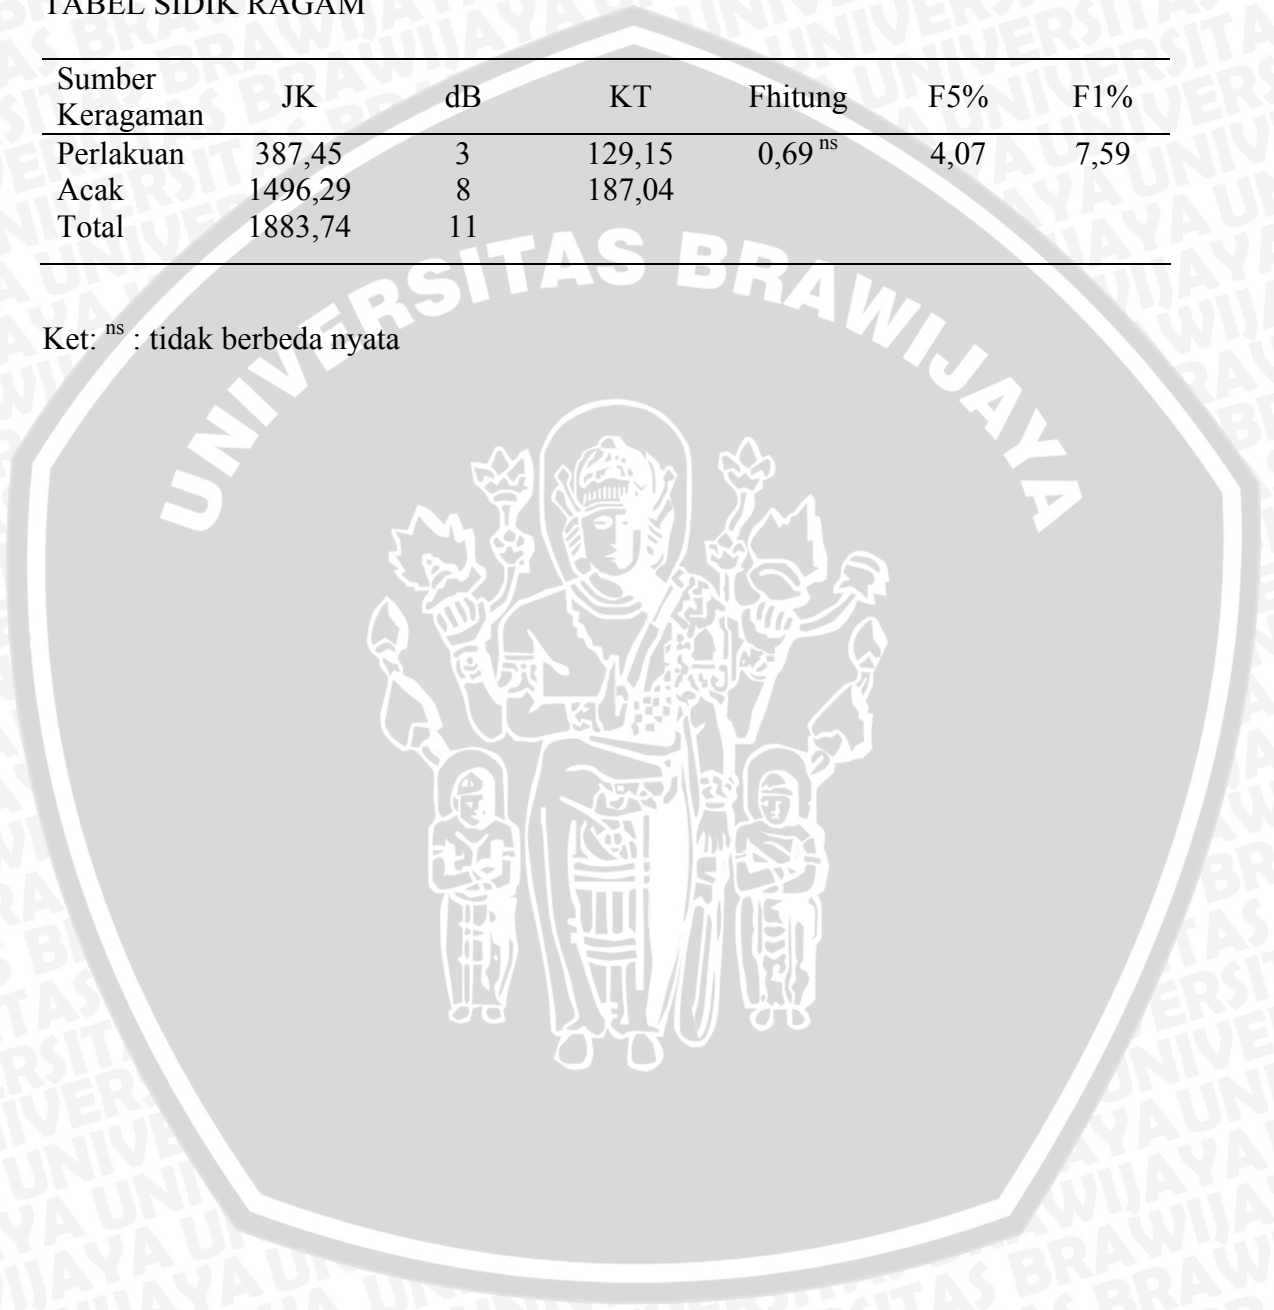 TABEL SIDIK RAGAM
Sumber Keragaman JK dB KT Fhitung F5% F1%
Perlakuan 387,45 3 129,15 0,69 ns 4,07 7,59
Acak 1496,29 8 187,04
Total 1883,74 11
Ket: ns : tidak berbeda nyata
UNIVERSITAS BRAWIJAYA